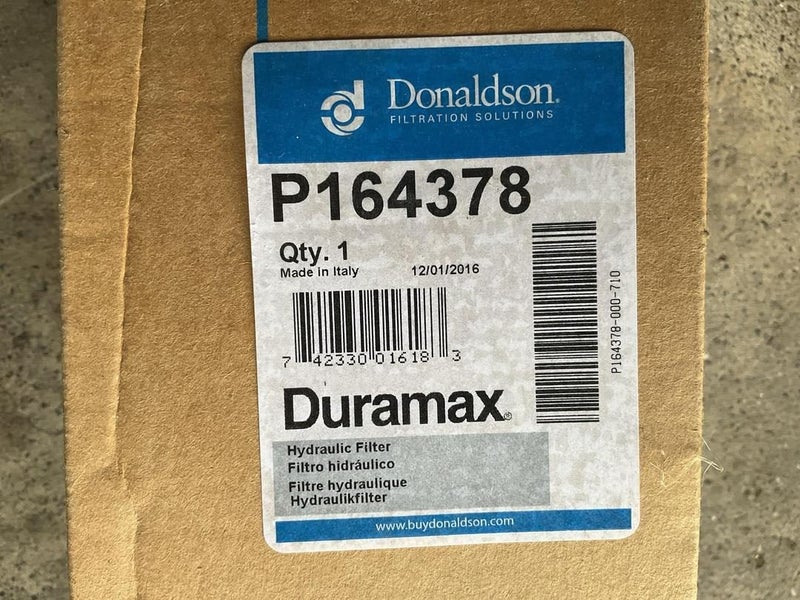 Donaldson®
FILTRATION SOLUTIONS
P164378
Qty. 1
Made in Italy 12/01/2016
7 42330 01618 3
P164378-000-710
Duramax®
Hydraulic Filter
Filtro hidráulico
Filtre hydraulique
Hydraulikfilter
www.buydonaldson.com